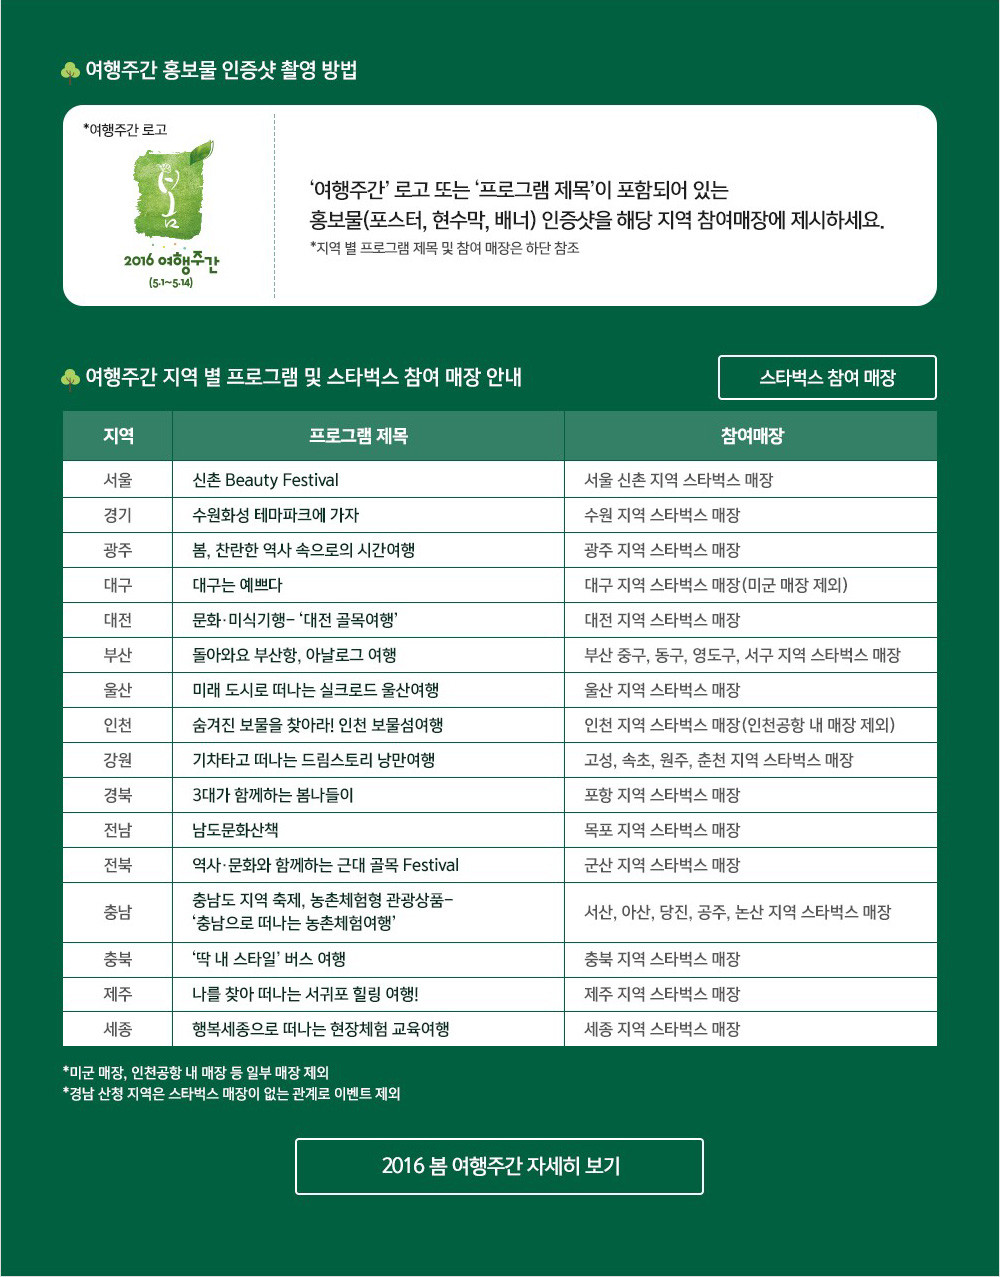 여행주간 홍보물 인증샷 촬영 방법
*여행주간 로고
봄
2016 여행주간
(5.1~5.14)
‘여행주간’ 로고 또는 ‘프로그램 제목’이 포함되어 있는
홍보물(포스터, 현수막, 배너) 인증샷을 해당 지역 참여매장에 제시하세요.
*지역 별 프로그램 제목 및 참여 매장은 하단 참조
여행주간 지역 별 프로그램 및 스타벅스 참여 매장 안내
스타벅스 참여 매장
지역 프로그램 제목 참여매장
서울 신촌 Beauty Festival 서울 신촌 지역 스타벅스 매장
경기 수원화성 테마파크에 가자 수원 지역 스타벅스 매장
광주 봄, 찬란한 역사 속으로의 시간여행 광주 지역 스타벅스 매장
대구 대구는 예쁘다 대구 지역 스타벅스 매장(미군 매장 제외)
대전 문화·미식기행- ‘대전 골목여행’ 대전 지역 스타벅스 매장
부산 돌아와요 부산항, 아날로그 여행 부산 중구, 동구, 영도구, 서구 지역 스타벅스 매장
울산 미래 도시로 떠나는 실크로드 울산여행 울산 지역 스타벅스 매장
인천 숨겨진 보물을 찾아라! 인천 보물섬여행 인천 지역 스타벅스 매장(인천공항 내 매장 제외)
강원 기차타고 떠나는 드림스토리 낭만여행 고성, 속초, 원주, 춘천 지역 스타벅스 매장
경북 3대가 함께하는 봄나들이 포항 지역 스타벅스 매장
전남 남도문화산책 목포 지역 스타벅스 매장
전북 역사·문화와 함께하는 근대 골목 Festival 군산 지역 스타벅스 매장
충남 충남도 지역 축제, 농촌체험형 관광상품-
‘충남으로 떠나는 농촌체험여행’ 서산, 아산, 당진, 공주, 논산 지역 스타벅스 매장
충북 ‘딱 내 스타일’ 버스 여행 충북 지역 스타벅스 매장
제주 나를 찾아 떠나는 서귀포 힐링 여행! 제주 지역 스타벅스 매장
세종 행복세종으로 떠나는 현장체험 교육여행 세종 지역 스타벅스 매장
*미군 매장, 인천공항 내 매장 등 일부 매장 제외
*경남 산청 지역은 스타벅스 매장이 없는 관계로 이벤트 제외
2016 봄 여행주간 자세히 보기